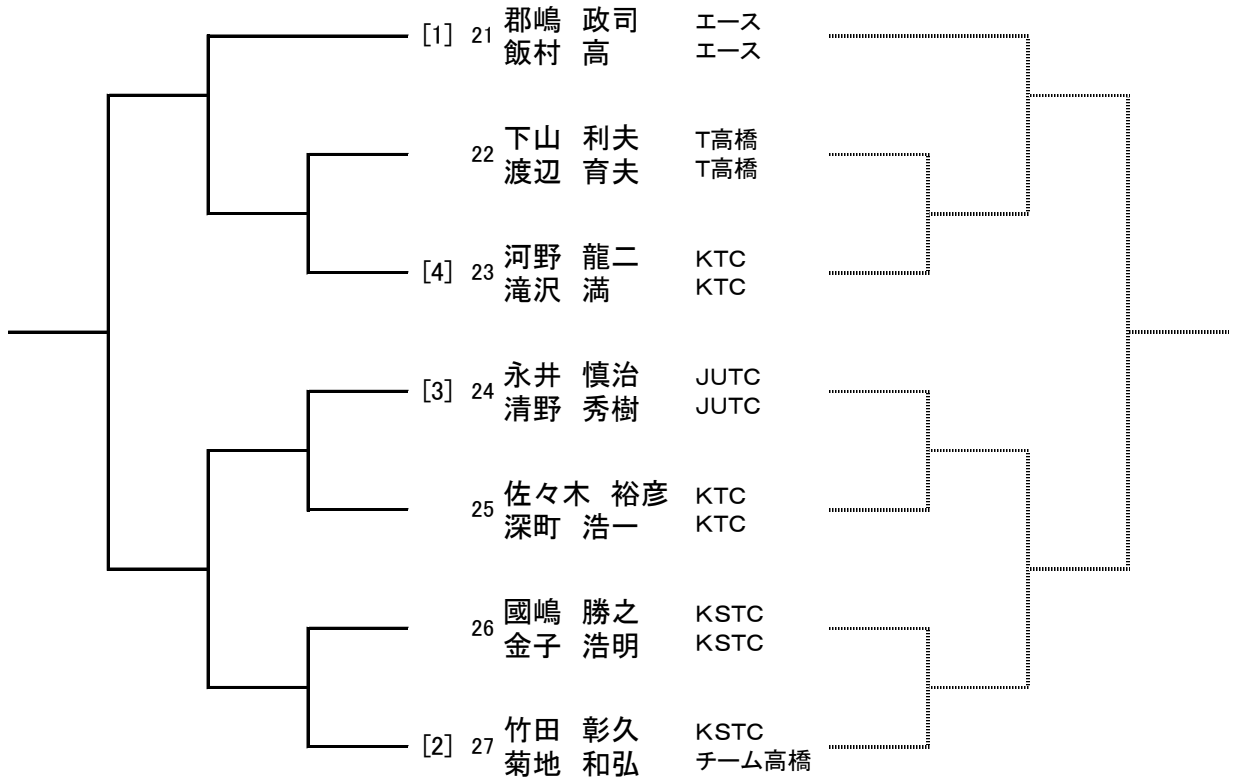 [1] 21 郡嶋 政司 エース
飯村 高 エース
22 下山 利夫 T高橋
渡辺 育夫 T高橋
[4] 23 河野 龍二 KTC
滝沢 満 KTC
[3] 24 永井 慎治 JUTC
清野 秀樹 JUTC
25 佐々木 裕彦 KTC
深町 浩一 KTC
26 國嶋 勝之 KSTC
金子 浩明 KSTC
[2] 27 竹田 彰久 KSTC
菊地 和弘 チーム高橋